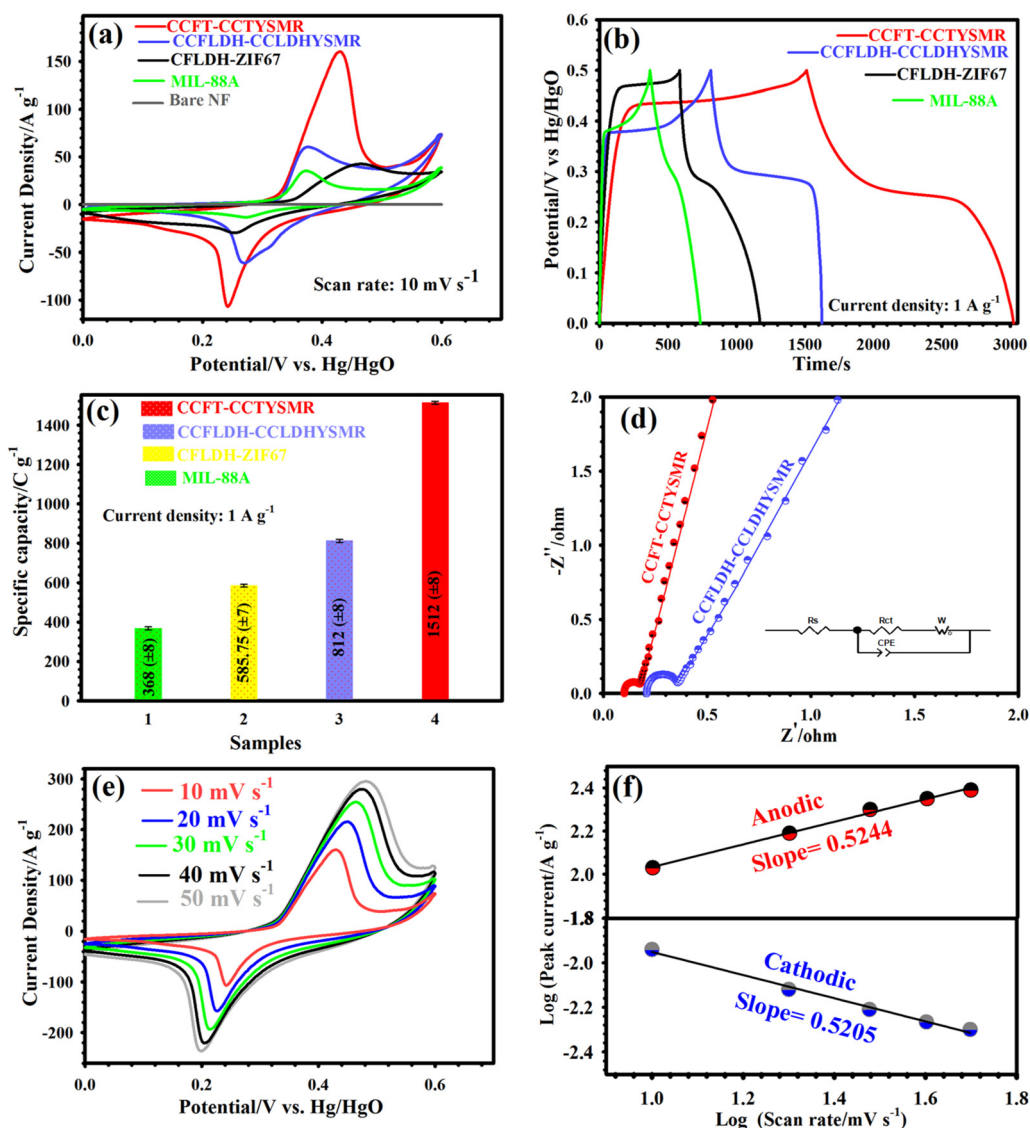 (a)
CCFT-CCTYSMR
CCFLDH-CCLDHYSMR
CFLDH-ZIF67
MIL-88A
Bare NF
Current Density/A g⁻¹
150
100
50
0
-50
-100
Scan rate: 10 mV s⁻¹
0.0 0.2 0.4 0.6
Potential/V vs. Hg/HgO
(b)
CCFT-CCTYSMR
CCFLDH-CCLDHYSMR
CFLDH-ZIF67
MIL-88A
Potential/V vs Hg/HgO
0.6
0.5
0.4
0.3
0.2
0.1
0.0
Current density: 1 A g⁻¹
0 500 1000 1500 2000 2500 3000
Time/s
(c)
CCFT-CCTYSMR
CCFLDH-CCLDHYSMR
CFLDH-ZIF67
MIL-88A
Current density: 1 A g⁻¹
Specific capacity/C g⁻¹
1400
1200
1000
800
600
400
200
0
368 (±8)
585.75 (±7)
812 (±8)
1512 (±8)
1 2 3 4
Samples
(d)
CCFT-CCTYSMR
CCFLDH-CCLDHYSMR
-Z''/ohm
2.0
1.5
1.0
0.5
0.0
Rs
Rct
W
CPE
0.0 0.5 1.0 1.5 2.0
Z'/ohm
(e)
10 mV s⁻¹
20 mV s⁻¹
30 mV s⁻¹
40 mV s⁻¹
50 mV s⁻¹
Current Density/A g⁻¹
300
200
100
0
-100
-200
0.0 0.2 0.4 0.6
Potential/V vs. Hg/HgO
(f)
Anodic
Slope= 0.5244
Cathodic
Slope= 0.5205
Log (Peak current/A g⁻¹)
2.4
2.2
2.0
-2.0
-2.2
-2.4
1.0 1.2 1.4 1.6 1.8
Log (Scan rate/mV s⁻¹)